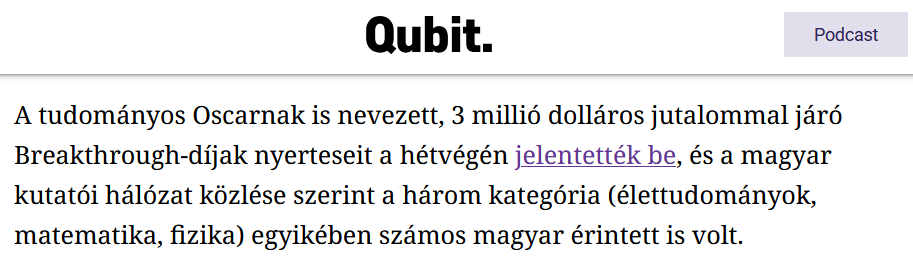 Qubit.
Podcast
A tudományos Oscarnak is nevezett, 3 millió dolláros jutalommal járó
Breakthrough-díjak nyerteseit a hétvégén jelentették be, és a magyar
kutatói hálózat közlése szerint a három kategória (élettudományok,
matematika, fizika) egyikében számos magyar érintett is volt.